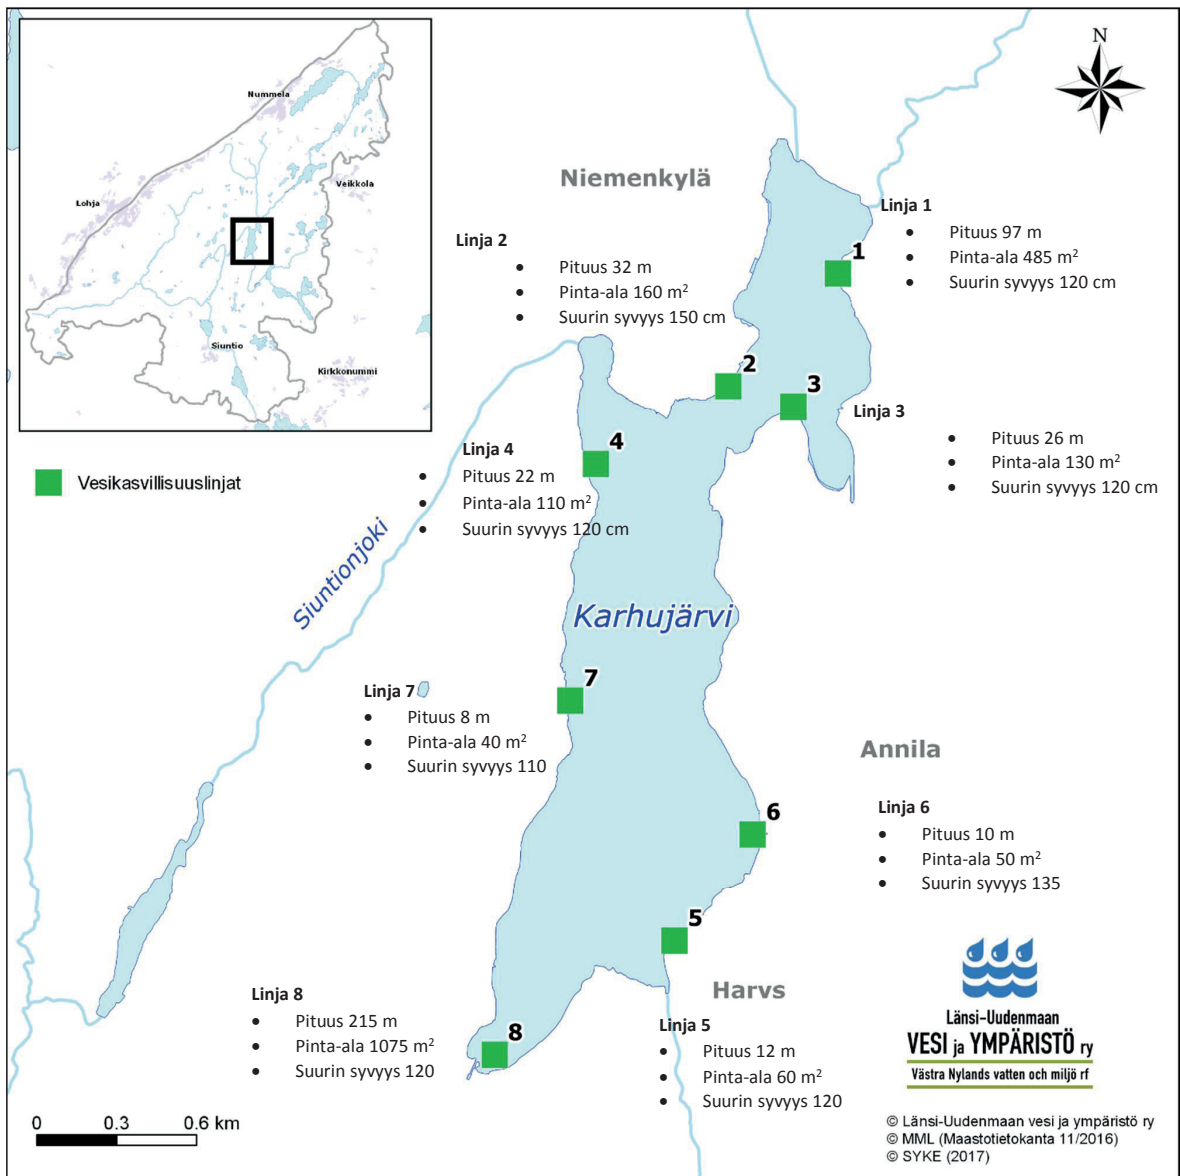 Nummela
Veikkola
Lohja
Siuntio
Kirkkonummi
N
Niemenkylä
Linja 1
• Pituus 97 m
• Pinta-ala 485 m²
• Suurin syvyys 120 cm
1
Linja 2
• Pituus 32 m
• Pinta-ala 160 m²
• Suurin syvyys 150 cm
2
3
Linja 3
• Pituus 26 m
• Pinta-ala 130 m²
• Suurin syvyys 120 cm
Linja 4
• Pituus 22 m
• Pinta-ala 110 m²
• Suurin syvyys 120 cm
4
Vesikasvillisuuslinjat
Siuntionjoki
Karhujärvi
Linja 7
• Pituus 8 m
• Pinta-ala 40 m²
• Suurin syvyys 110
7
Annila
Linja 6
• Pituus 10 m
• Pinta-ala 50 m²
• Suurin syvyys 135
6
5
Harvs
Linja 5
• Pituus 12 m
• Pinta-ala 60 m²
• Suurin syvyys 120
Linja 8
• Pituus 215 m
• Pinta-ala 1075 m²
• Suurin syvyys 120
8
0 0.3 0.6 km
Länsi-Uudenmaan
VESI ja YMPÄRISTÖ ry
Västra Nylands vatten och miljö rf
© Länsi-Uudenmaan vesi ja ympäristö ry
© MML (Maastotietokanta 11/2016)
© SYKE (2017)